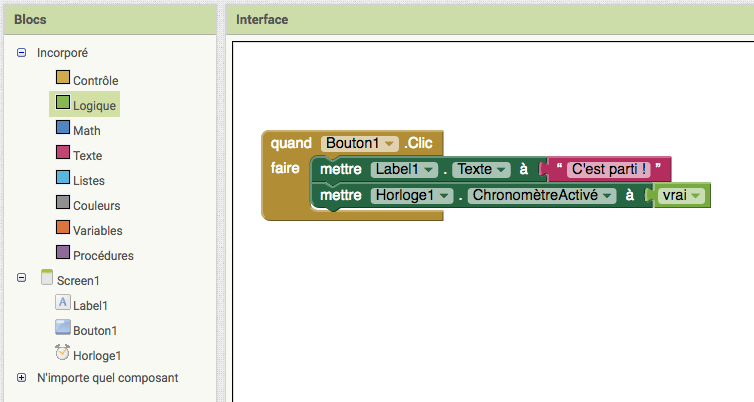 Blocs
Interface
Incorporé
Contrôle
Logique
Math
Texte
Listes
Couleurs
Variables
Procédures
Screen1
A Label1
Bouton1
Horloge1
N'importe quel composant
quand Bouton1 .Clic
faire mettre Label1 . Texte à " C'est parti ! "
mettre Horloge1 . ChronomètreActivé à vrai